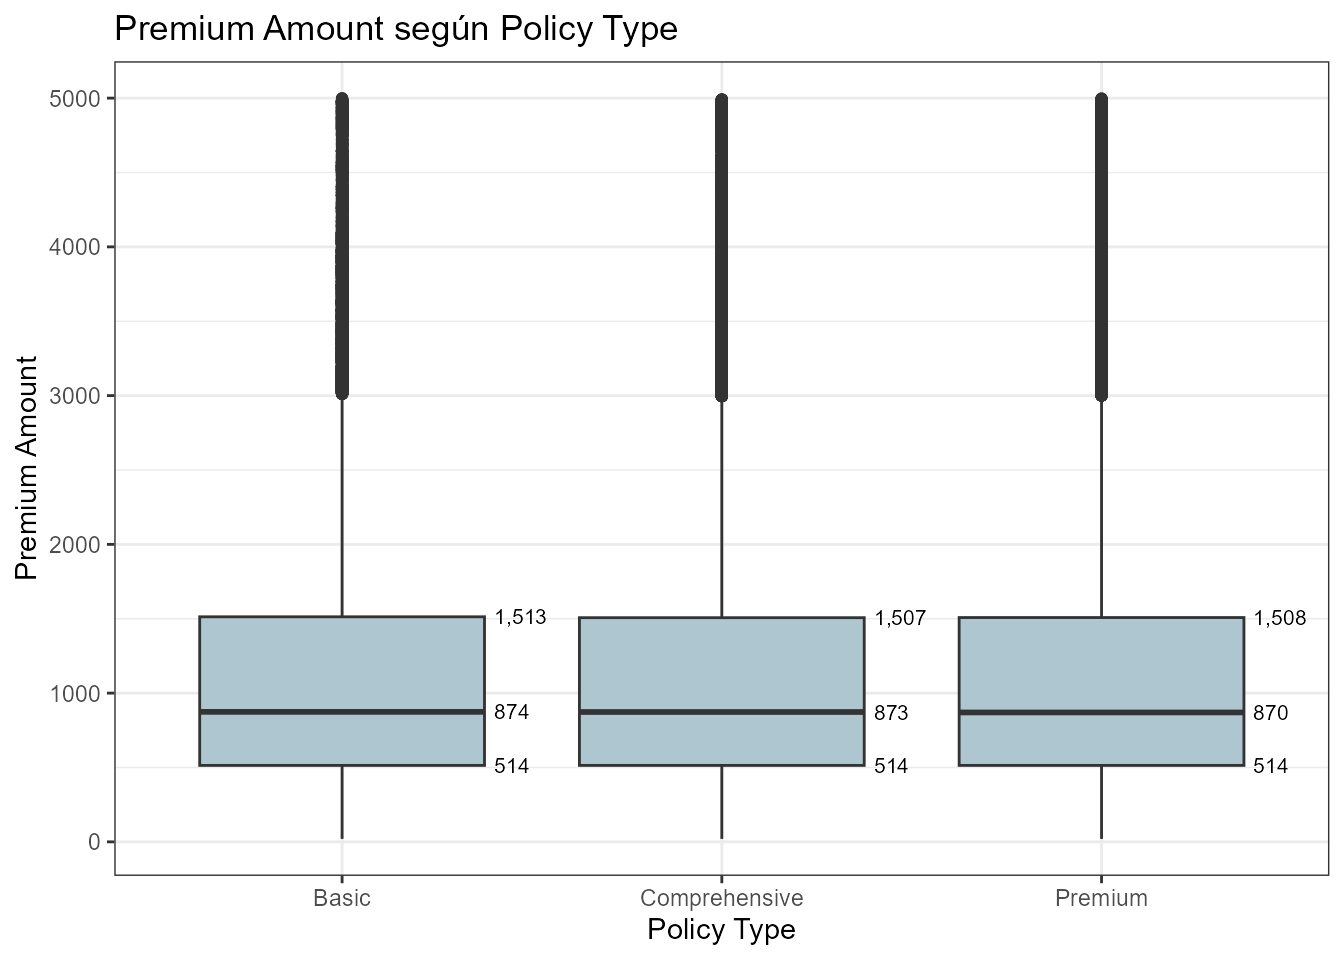 Premium Amount según Policy Type
Premium Amount
5000
4000
3000
2000
1000
0
1,513
874
514
1,507
873
514
1,508
870
514
Basic
Comprehensive
Premium
Policy Type